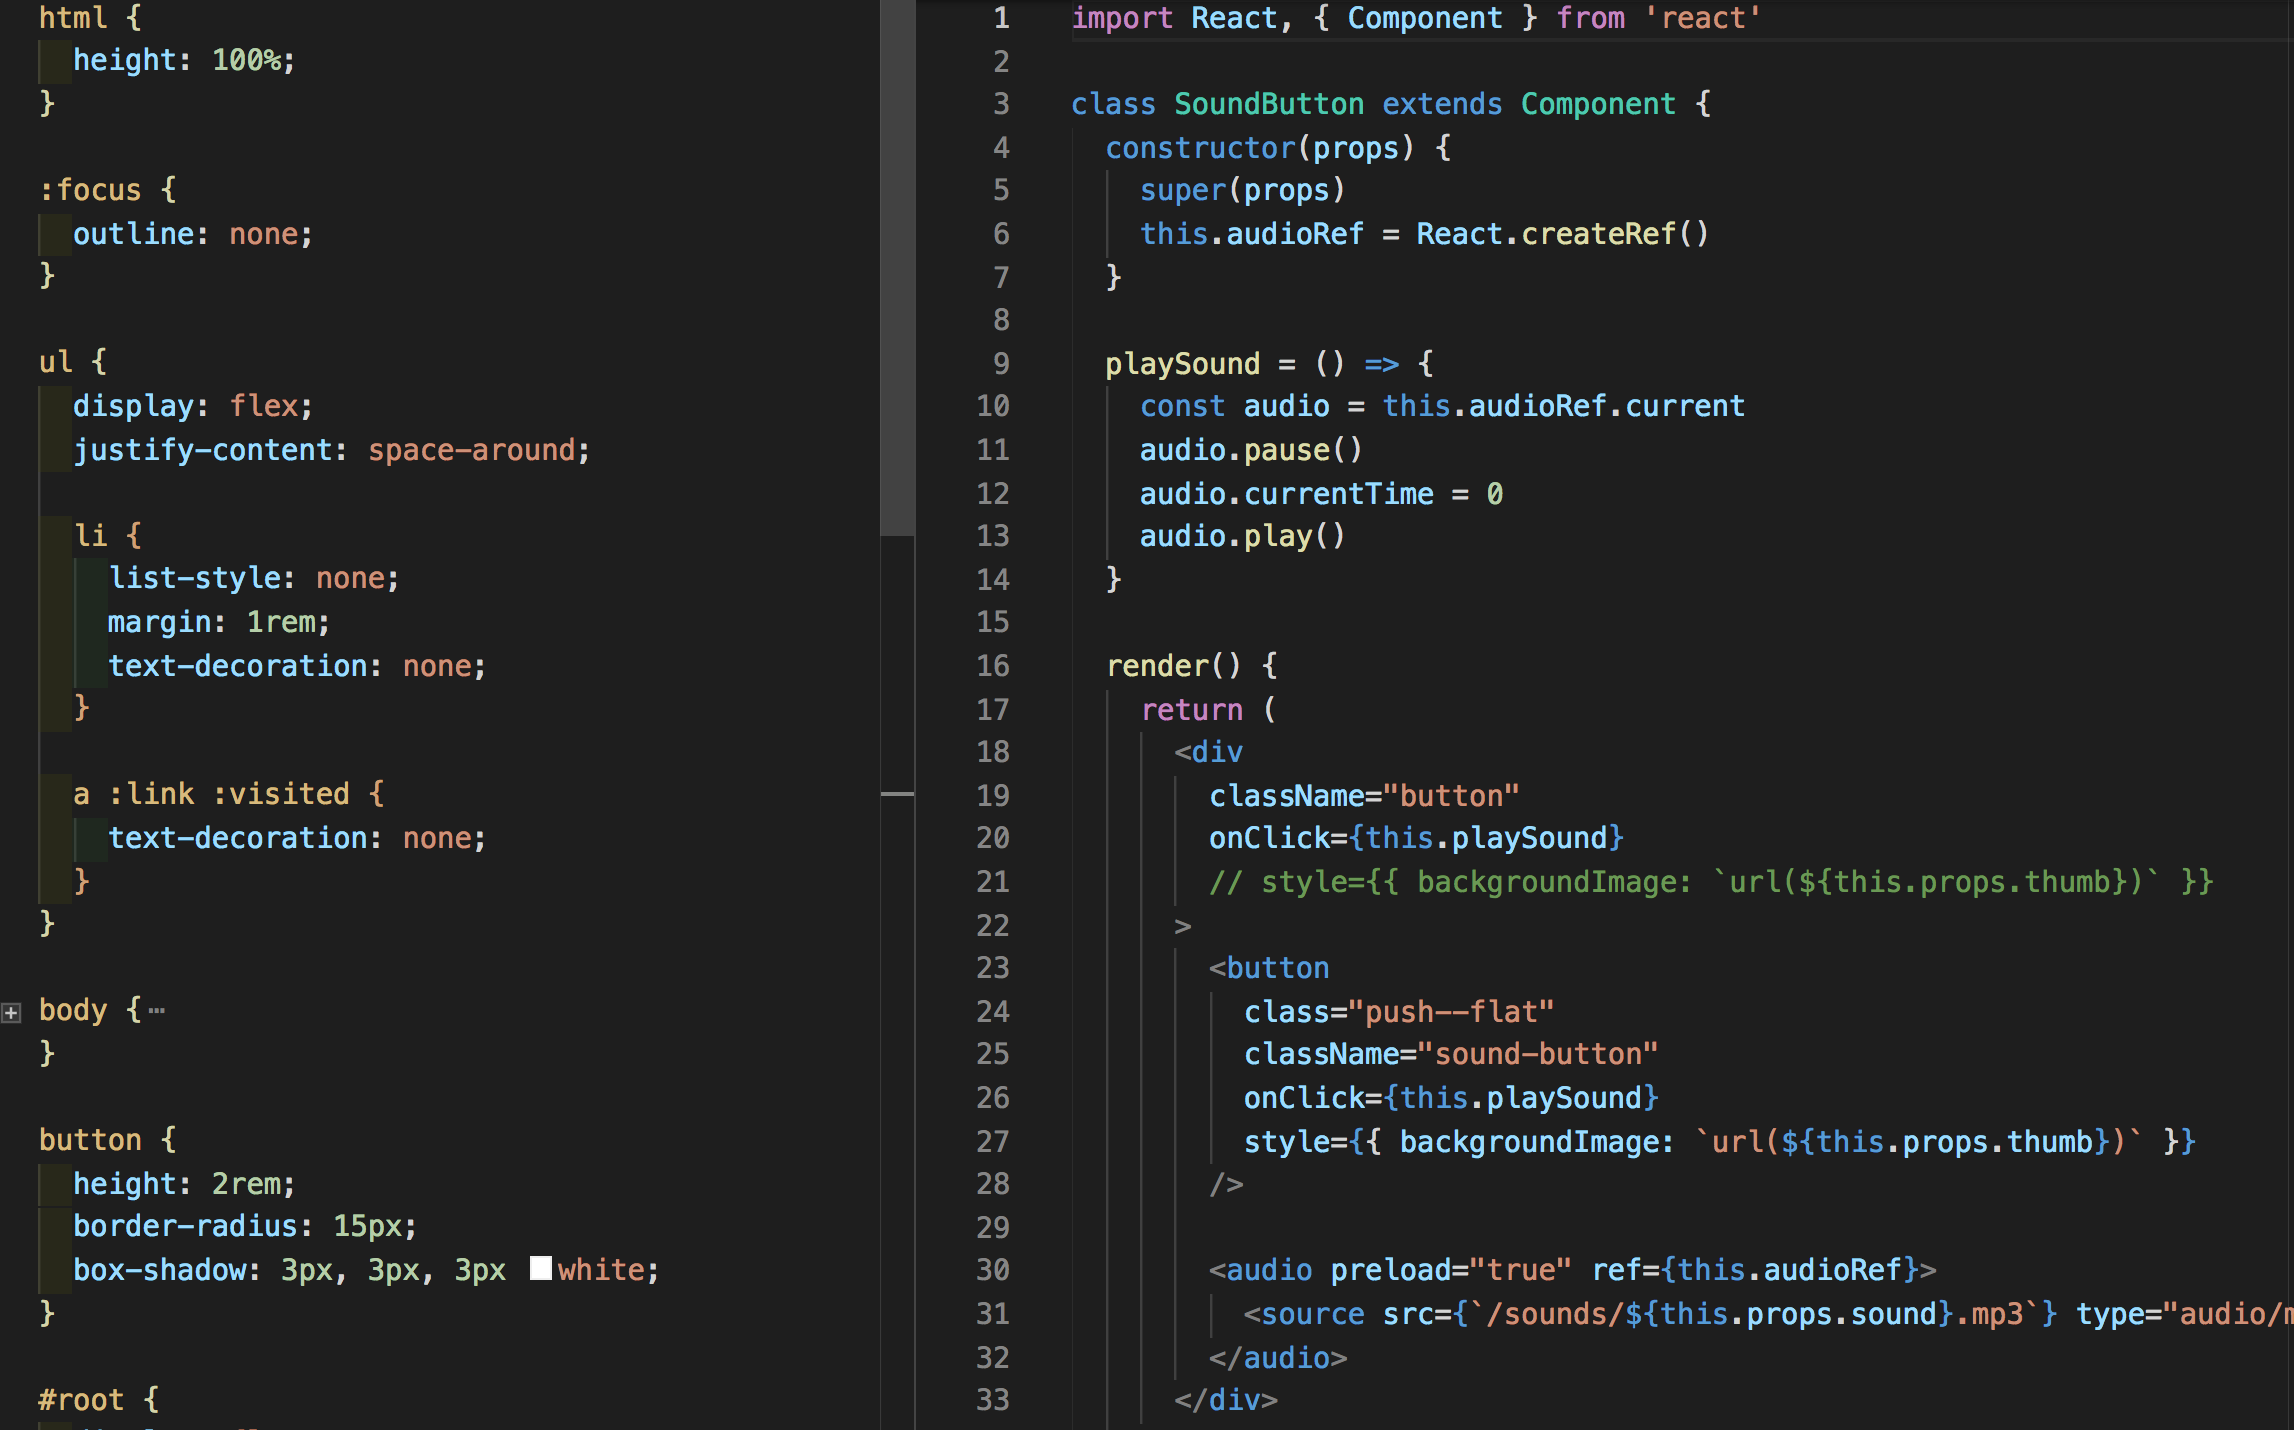 html {
  height: 100%;
}

:focus {
  outline: none;
}

ul {
  display: flex;
  justify-content: space-around;

  li {
    list-style: none;
    margin: 1rem;
    text-decoration: none;
  }

  a :link :visited {
    text-decoration: none;
  }
}

body {…
}

button {
  height: 2rem;
  border-radius: 15px;
  box-shadow: 3px, 3px, 3px white;
}

#root {

1 import React, { Component } from 'react'
2
3 class SoundButton extends Component {
4   constructor(props) {
5     super(props)
6     this.audioRef = React.createRef()
7   }
8
9   playSound = () => {
10     const audio = this.audioRef.current
11     audio.pause()
12     audio.currentTime = 0
13     audio.play()
14   }
15
16   render() {
17     return (
18       <div
19         className="button"
20         onClick={this.playSound}
21         // style={{ backgroundImage: `url(${this.props.thumb})` }}
22       >
23         <button
24           class="push--flat"
25           className="sound-button"
26           onClick={this.playSound}
27           style={{ backgroundImage: `url(${this.props.thumb})` }}
28         />
29
30         <audio preload="true" ref={this.audioRef}>
31           <source src={`/sounds/${this.props.sound}.mp3`} type="audio/
32         </audio>
33       </div>